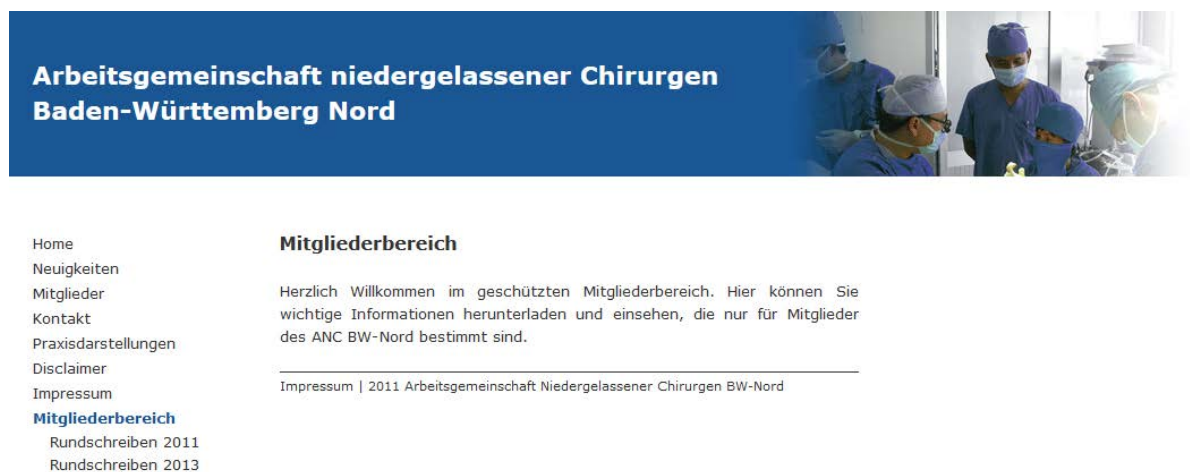 Arbeitsgemeinschaft niedergelassener Chirurgen
Baden-Württemberg Nord
Home
Neuigkeiten
Mitglieder
Kontakt
Praxisdarstellungen
Disclaimer
Impressum
Mitgliederbereich
Rundschreiben 2011
Rundschreiben 2013
Mitgliederbereich
Herzlich Willkommen im geschützten Mitgliederbereich. Hier können Sie
wichtige Informationen herunterladen und einsehen, die nur für Mitglieder
des ANC BW-Nord bestimmt sind.
Impressum | 2011 Arbeitsgemeinschaft Niedergelassener Chirurgen BW-Nord